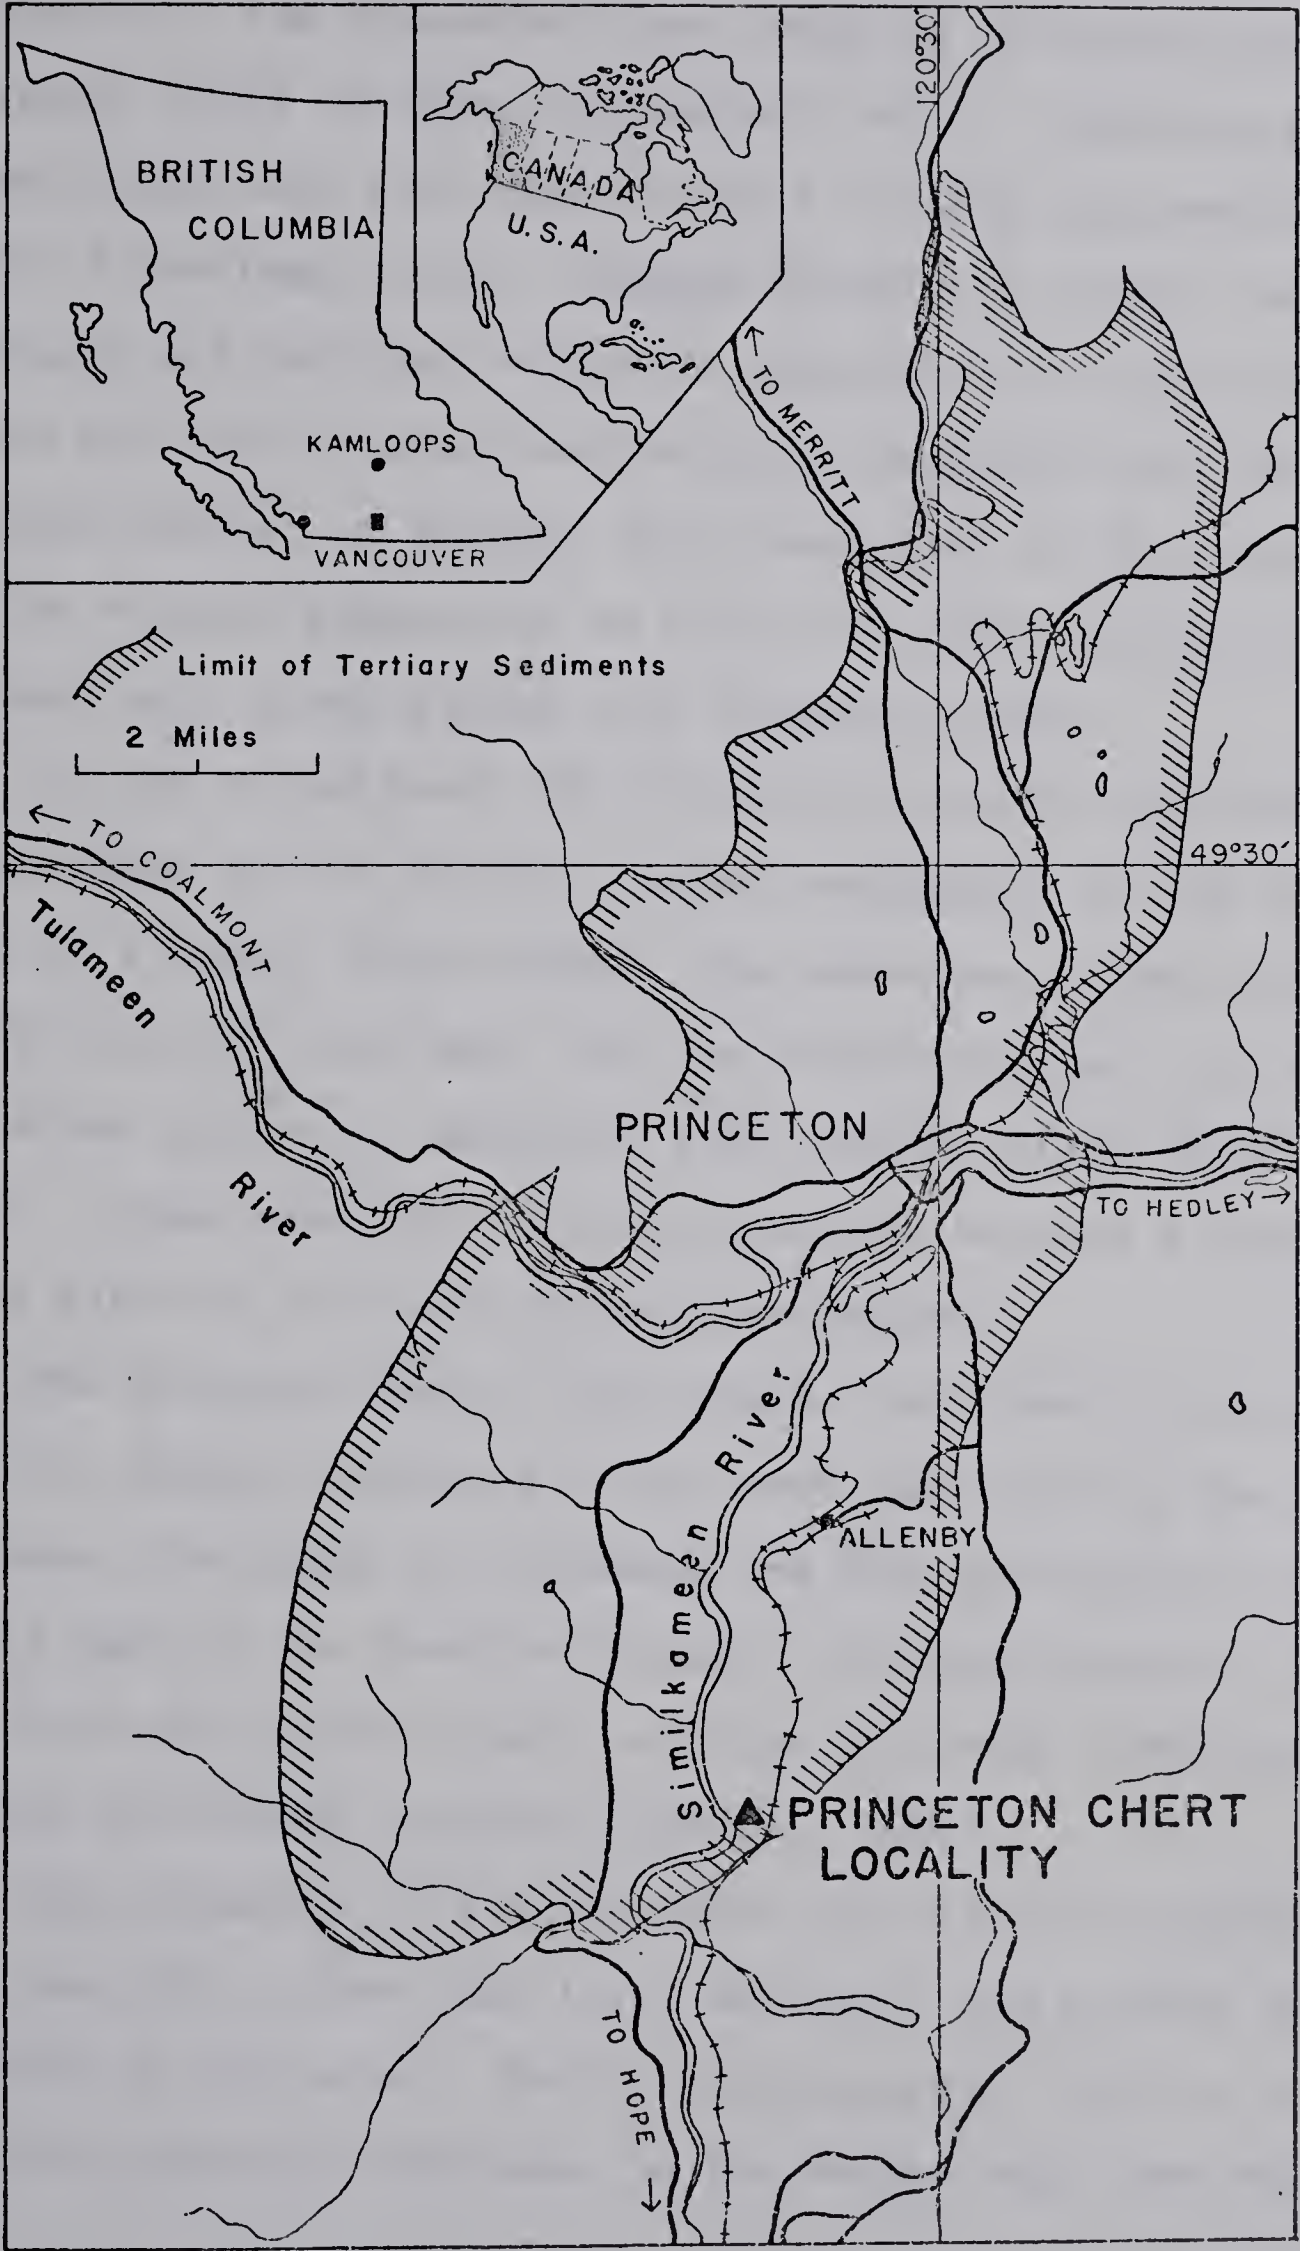 BRITISH
COLUMBIA
KAMLOOPS
VANCOUVER
CANADA
U.S.A.
120°30'
← TO MERRITT
Limit of Tertiary Sediments
2 Miles
49°30'
← TO COALMONT
Tulameen
River
PRINCETON
TO HEDLEY →
Similkameen River
ALLENBY
PRINCETON CHERT
LOCALITY
TO HOPE →